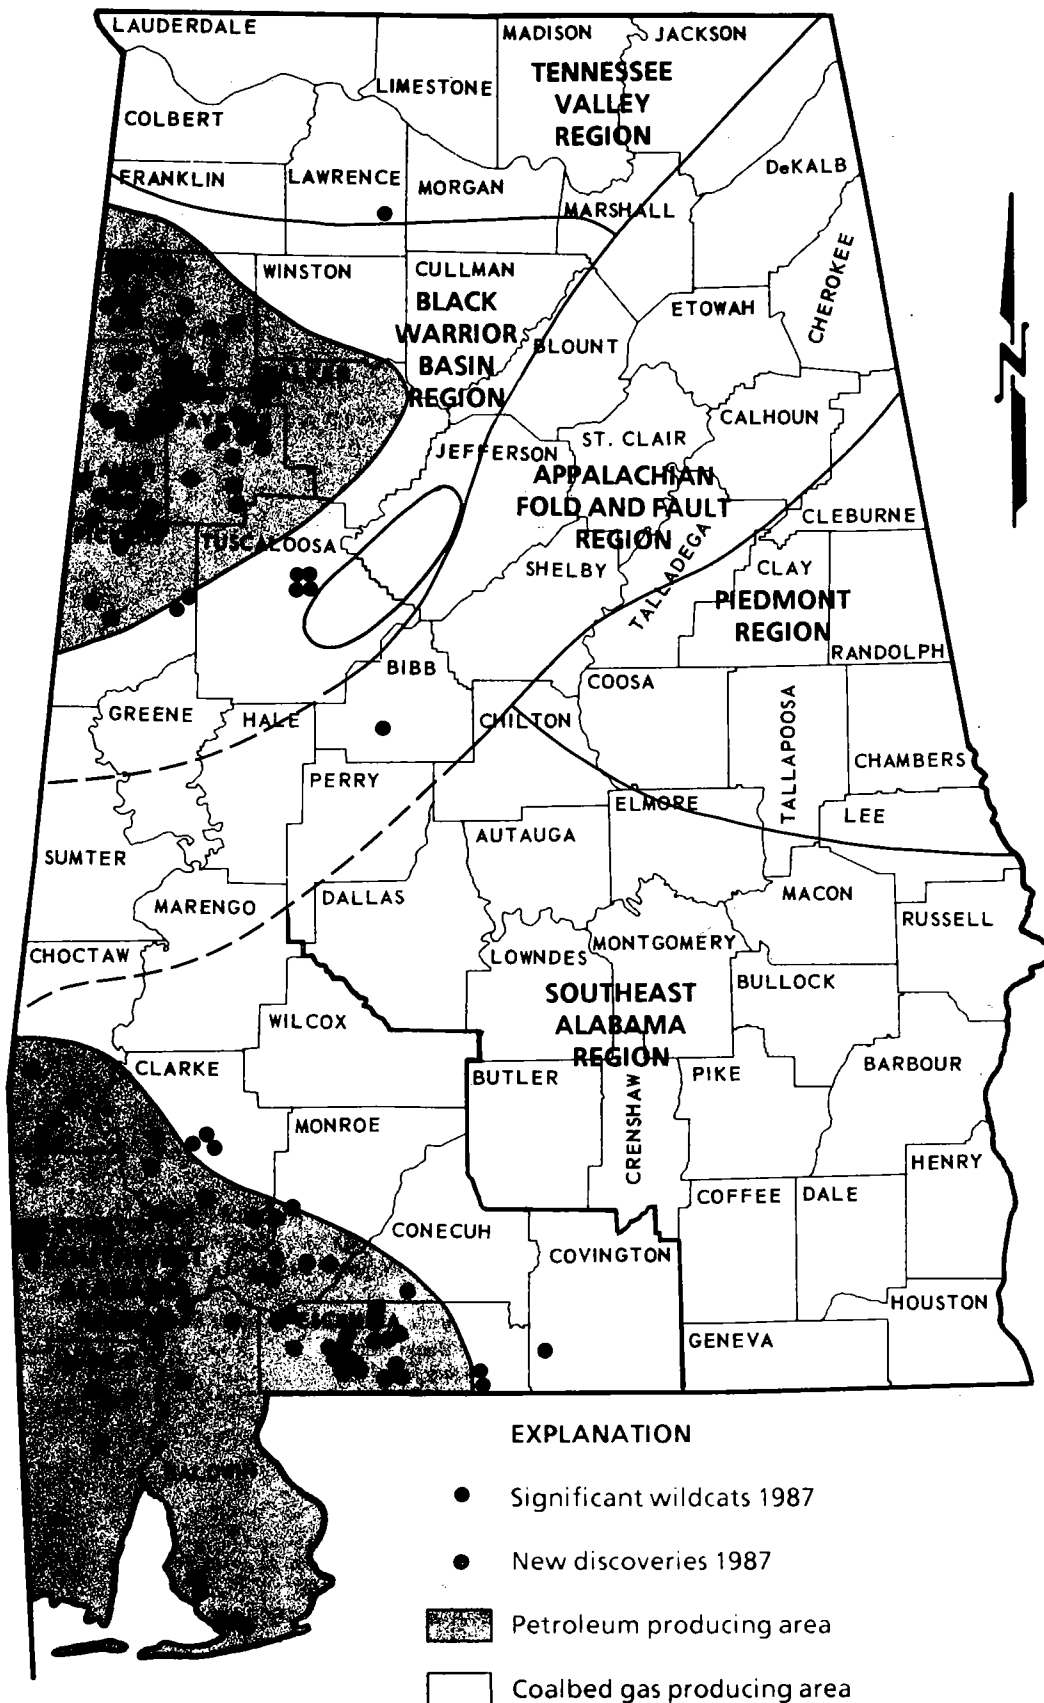 LAUDERDALE
MADISON
JACKSON
LIMESTONE
TENNESSEE
VALLEY
REGION
COLBERT
DeKALB
FRANKLIN
LAWRENCE
MORGAN
MARSHALL
CHEROKEE
WINSTON
CULLMAN
BLACK
WARRIOR
BASIN
REGION
ETOWAH
BLOUNT
CALHOUN
ST. CLAIR
JEFFERSON
APPALACHIAN
FOLD AND FAULT
REGION
CLEBURNE
TUSCALOOSA
SHELBY
TALLADEGA
CLAY
PIEDMONT
REGION
RANDOLPH
BIBB
COOSA
GREENE
HALE
CHILTON
TALLAPOOSA
CHAMBERS
PERRY
ELMORE
LEE
AUTAUGA
SUMTER
MACON
DALLAS
MARENGO
RUSSELL
CHOCTAW
LOWNDES
MONTGOMERY
BULLOCK
SOUTHEAST
ALABAMA
REGION
WILCOX
CLARKE
BUTLER
CRENSHAW
PIKE
BARBOUR
MONROE
HENRY
COFFEE
DALE
CONECUH
COVINGTON
HOUSTON
ESCAMBIA
GENEVA
BALDWIN
N
EXPLANATION
Significant wildcats 1987
New discoveries 1987
Petroleum producing area
Coalbed gas producing area